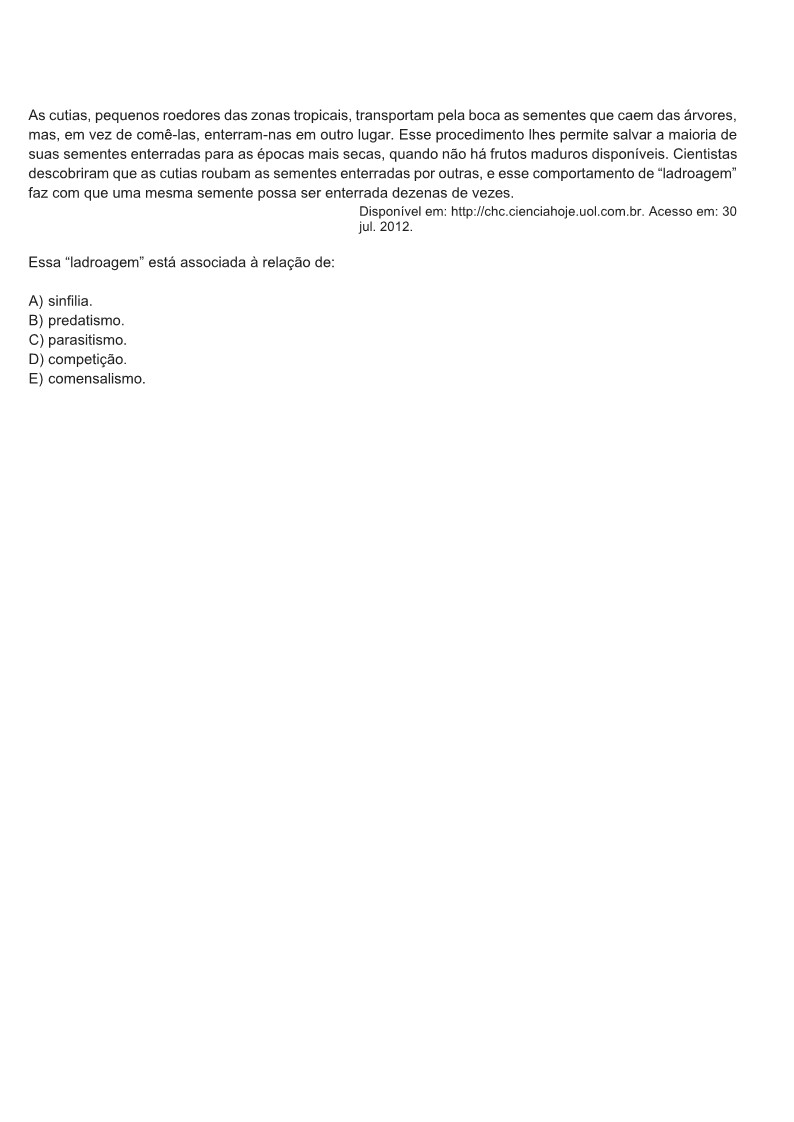 As cutias, pequenos roedores das zonas tropicais, transportam pela boca as sementes que caem das árvores,
mas, em vez de comê-las, enterram-nas em outro lugar. Esse procedimento lhes permite salvar a maioria de
suas sementes enterradas para as épocas mais secas, quando não há frutos maduros disponíveis. Cientistas
descobriram que as cutias roubam as sementes enterradas por outras, e esse comportamento de “ladroagem”
faz com que uma mesma semente possa ser enterrada dezenas de vezes.
Disponível em: http://chc.cienciahoje.uol.com.br. Acesso em: 30
jul. 2012.
Essa “ladroagem” está associada à relação de:
A) sinfilia.
B) predatismo.
C) parasitismo.
D) competição.
E) comensalismo.